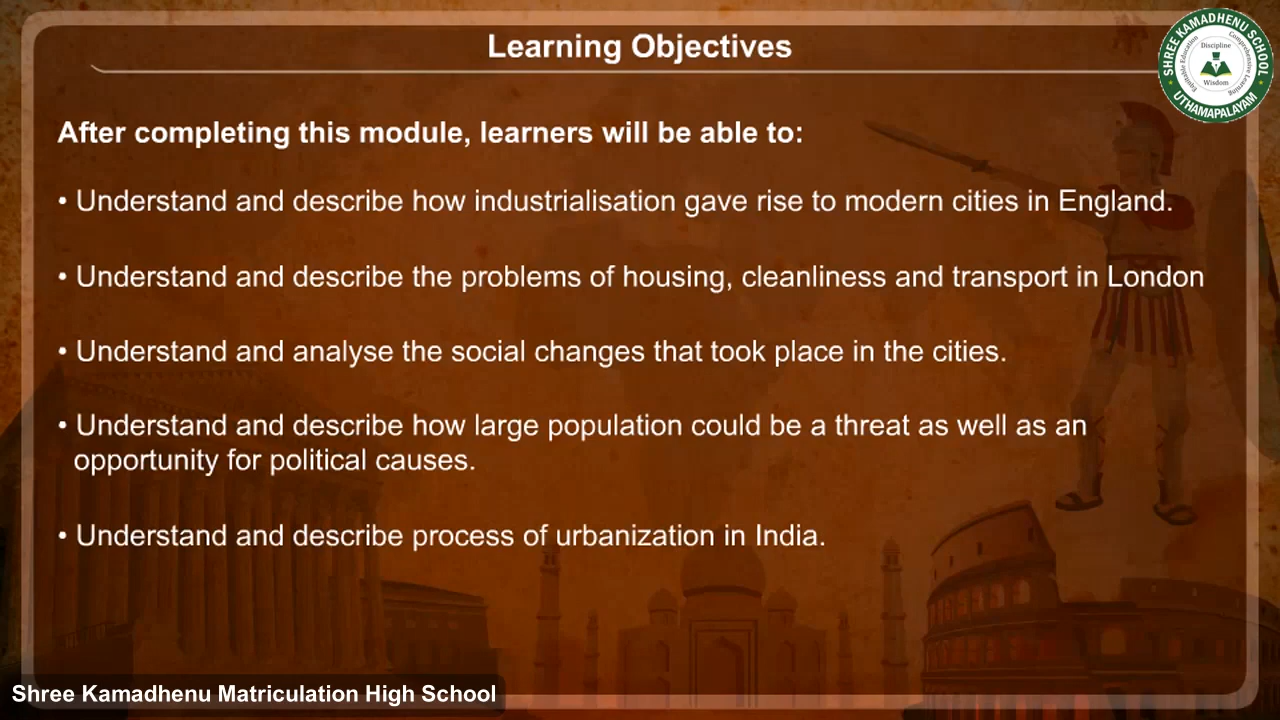 Learning Objectives
SHREE KAMADHENU SCHOOL
Discipline
Equitable Education
Comprehensive Learning
Wisdom
UTHAMAPALAYAM
After completing this module, learners will be able to:
• Understand and describe how industrialisation gave rise to modern cities in England.
• Understand and describe the problems of housing, cleanliness and transport in London
• Understand and analyse the social changes that took place in the cities.
• Understand and describe how large population could be a threat as well as an
opportunity for political causes.
• Understand and describe process of urbanization in India.
Shree Kamadhenu Matriculation High School